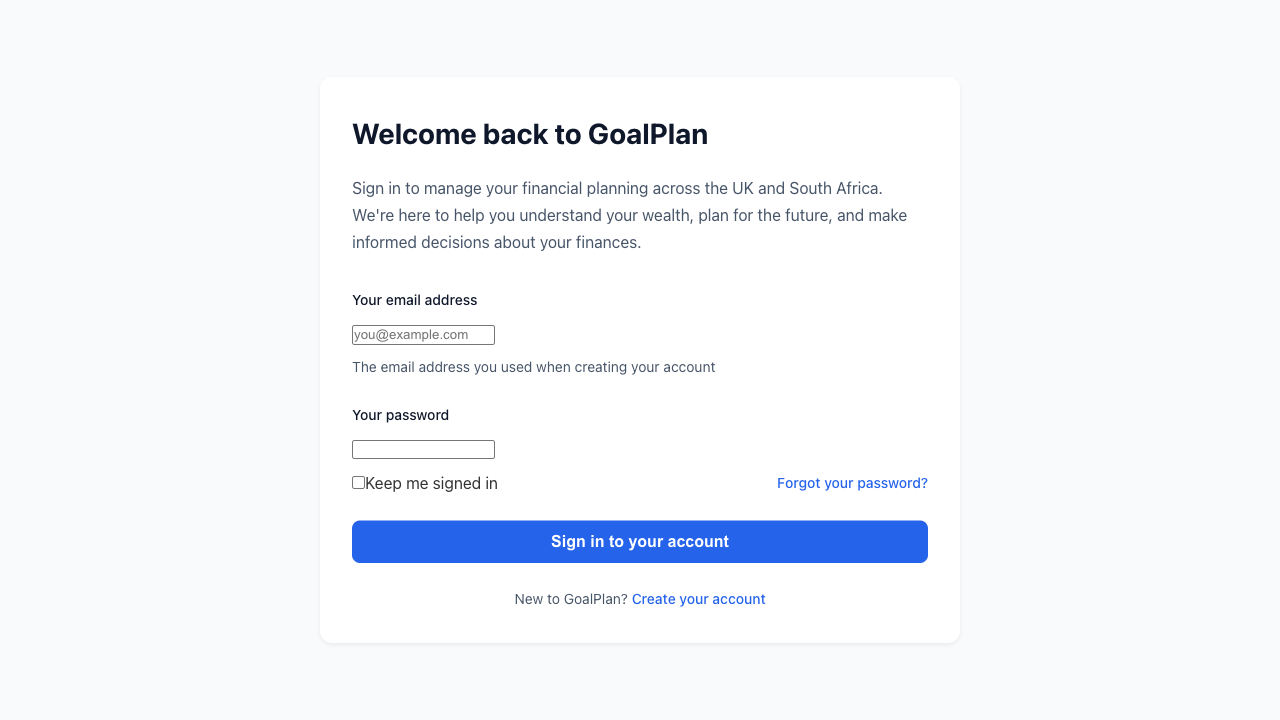 Welcome back to GoalPlan
Sign in to manage your financial planning across the UK and South Africa.
We're here to help you understand your wealth, plan for the future, and make
informed decisions about your finances.
Your email address
you@example.com
The email address you used when creating your account
Your password
Keep me signed in
Forgot your password?
Sign in to your account
New to GoalPlan? Create your account